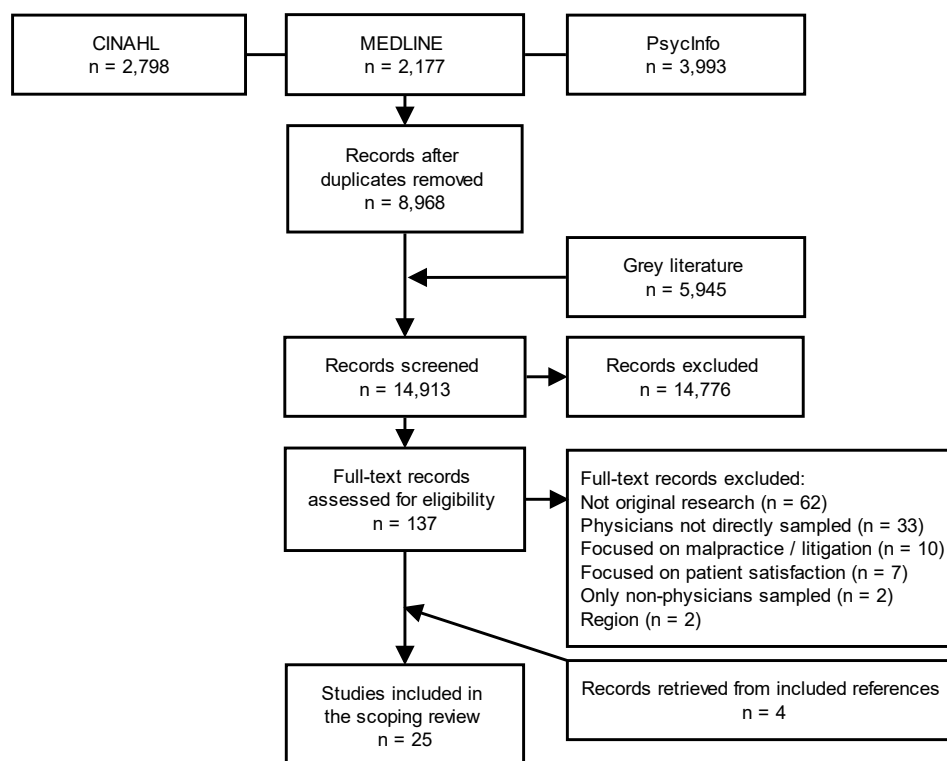 CINAHL
n = 2,798
MEDLINE
n = 2,177
PsycInfo
n = 3,993
Records after
duplicates removed
n = 8,968
Grey literature
n = 5,945
Records screened
n = 14,913
Records excluded
n = 14,776
Full-text records
assessed for eligibility
n = 137
Full-text records excluded:
Not original research (n = 62)
Physicians not directly sampled (n = 33)
Focused on malpractice / litigation (n = 10)
Focused on patient satisfaction (n = 7)
Only non-physicians sampled (n = 2)
Region (n = 2)
Records retrieved from included references
n = 4
Studies included in
the scoping review
n = 25